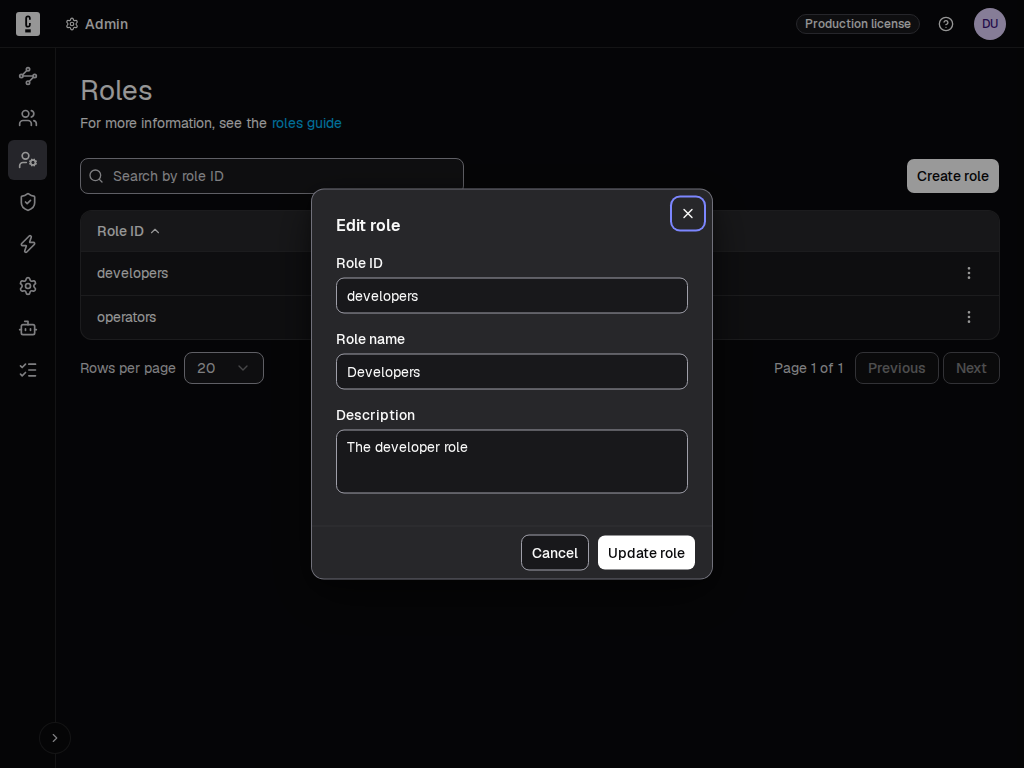 Admin
Production license
DU
Roles
For more information, see the roles guide
Search by role ID
Create role
Role ID
developers
operators
Rows per page
20
Page 1 of 1
Previous
Next
Edit role
Role ID
developers
Role name
Developers
Description
The developer role
Cancel
Update role